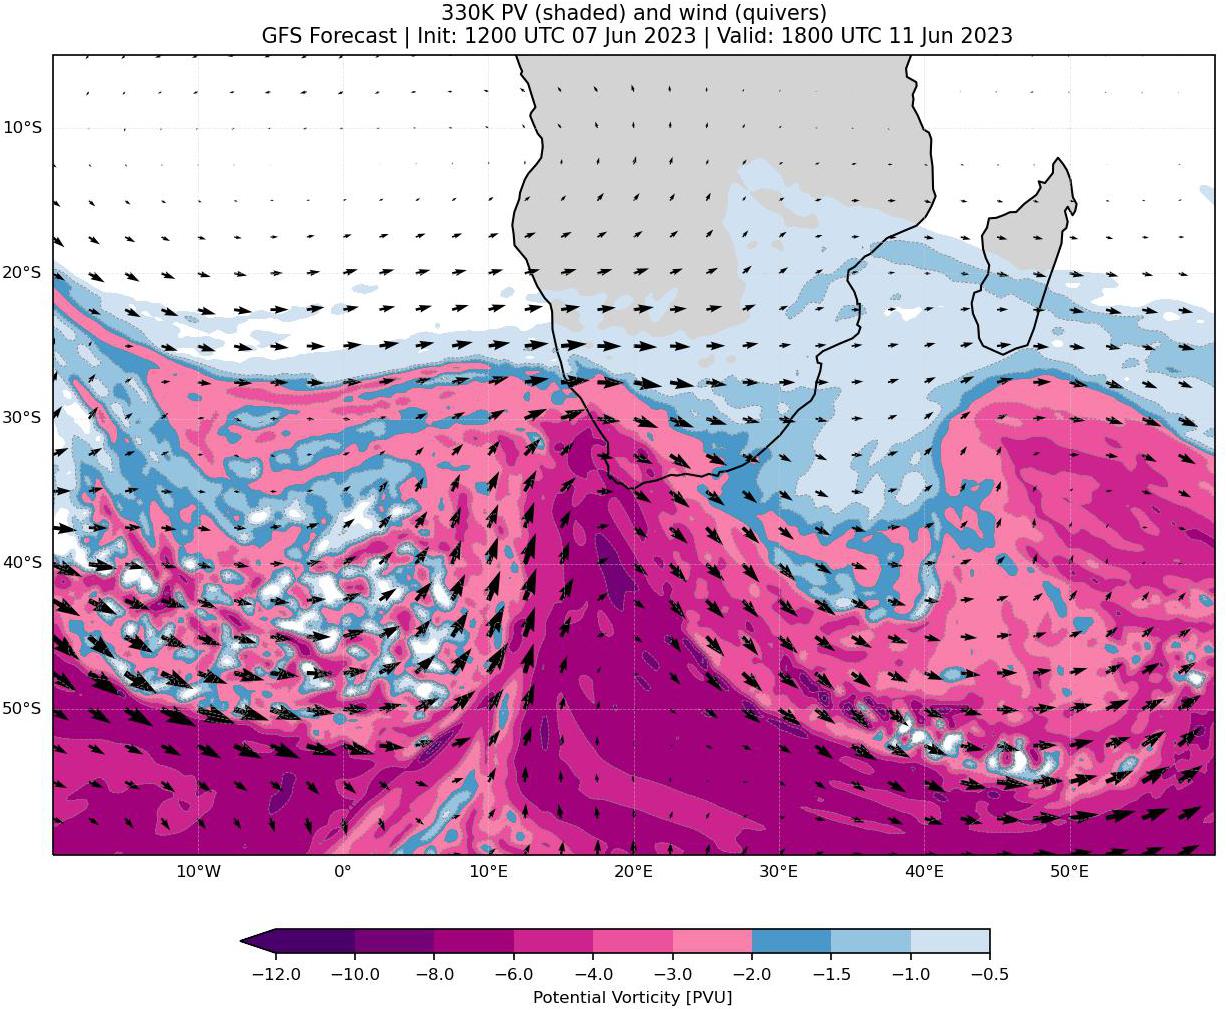 330K PV (shaded) and wind (quivers)
GFS Forecast | Init: 1200 UTC 07 Jun 2023 | Valid: 1800 UTC 11 Jun 2023
10°S
20°S
30°S
40°S
50°S
10°W 0° 10°E 20°E 30°E 40°E 50°E
−12.0 −10.0 −8.0 −6.0 −4.0 −3.0 −2.0 −1.5 −1.0 −0.5
Potential Vorticity [PVU]